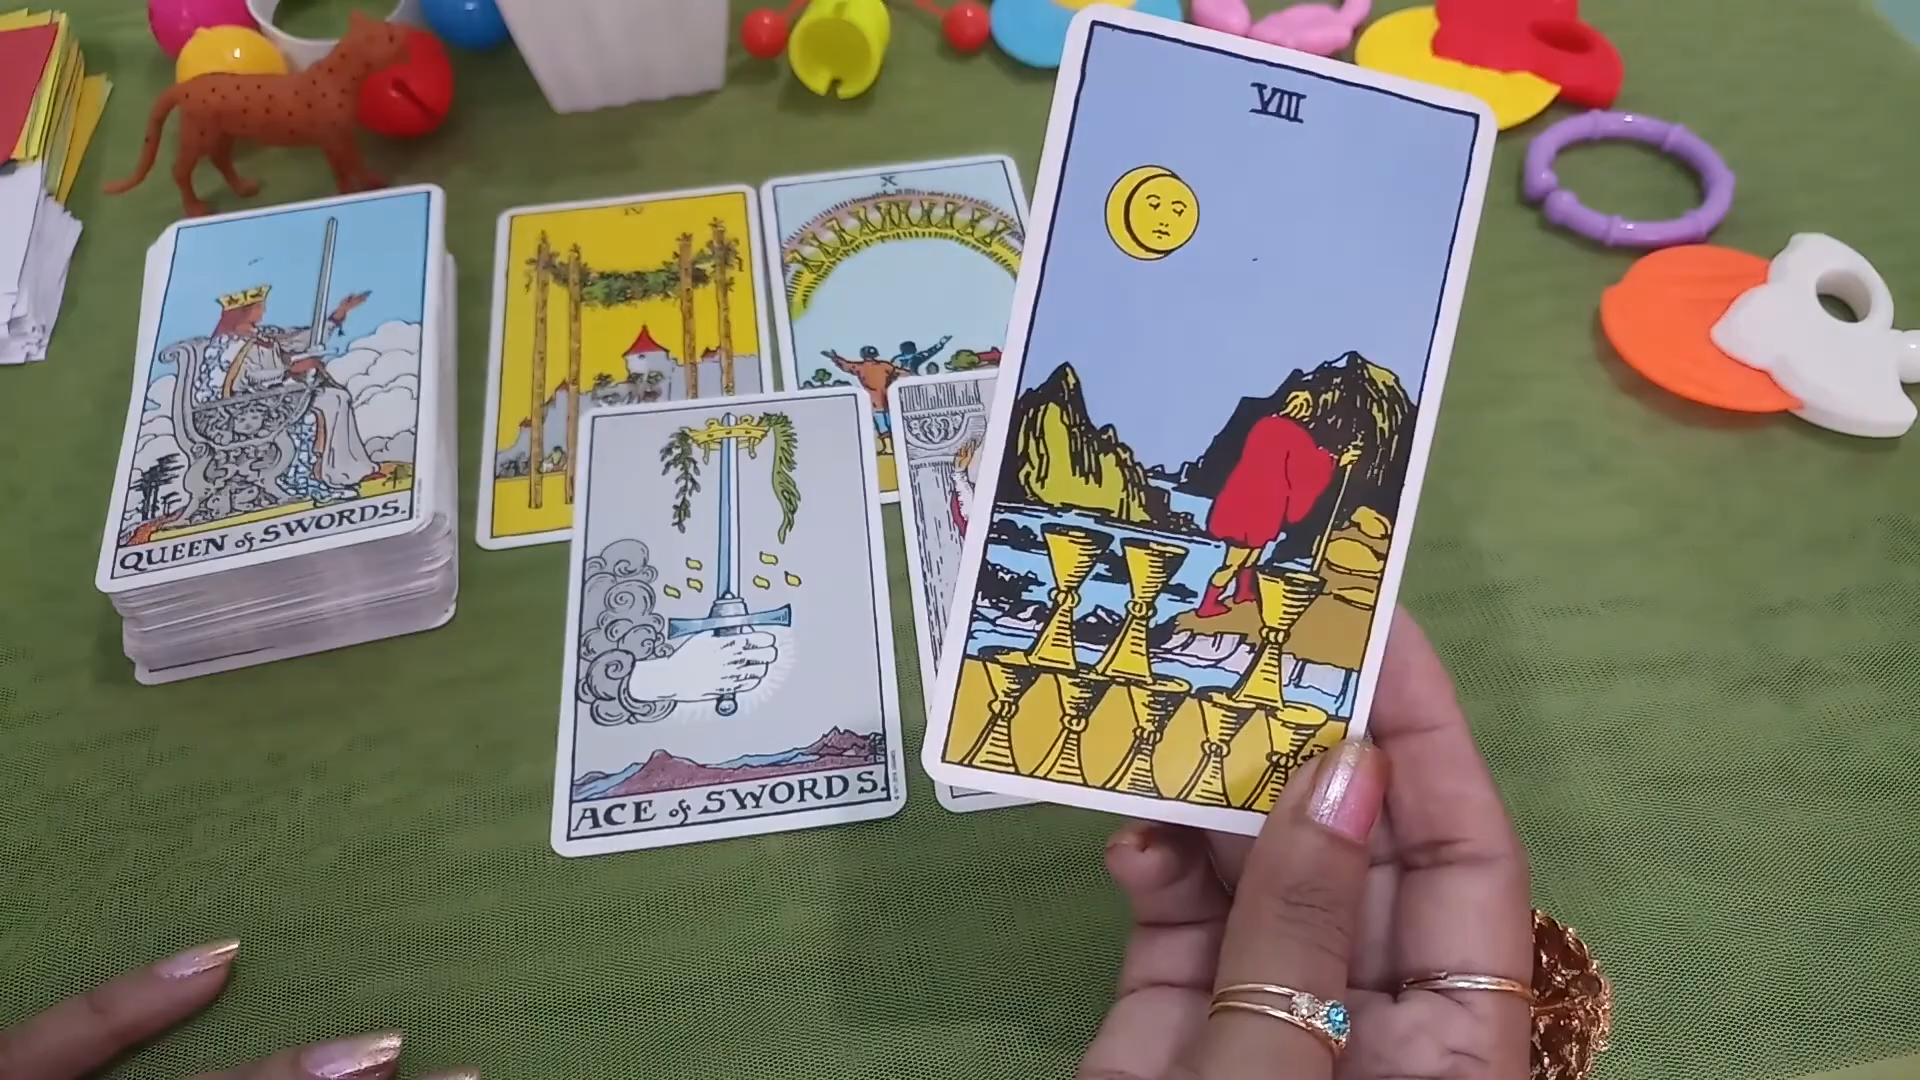 VIII
IV
X
QUEEN of SWORDS.
ACE of SWORDS.